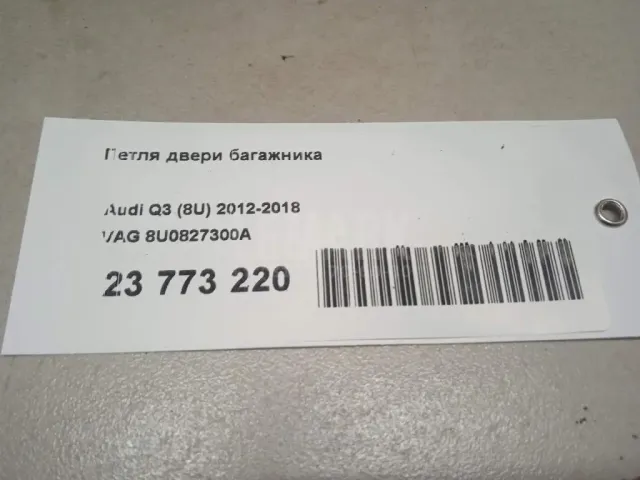 Петля двери багажника
Audi Q3 (8U) 2012-2018
VAG 8U0827300A
23 773 220